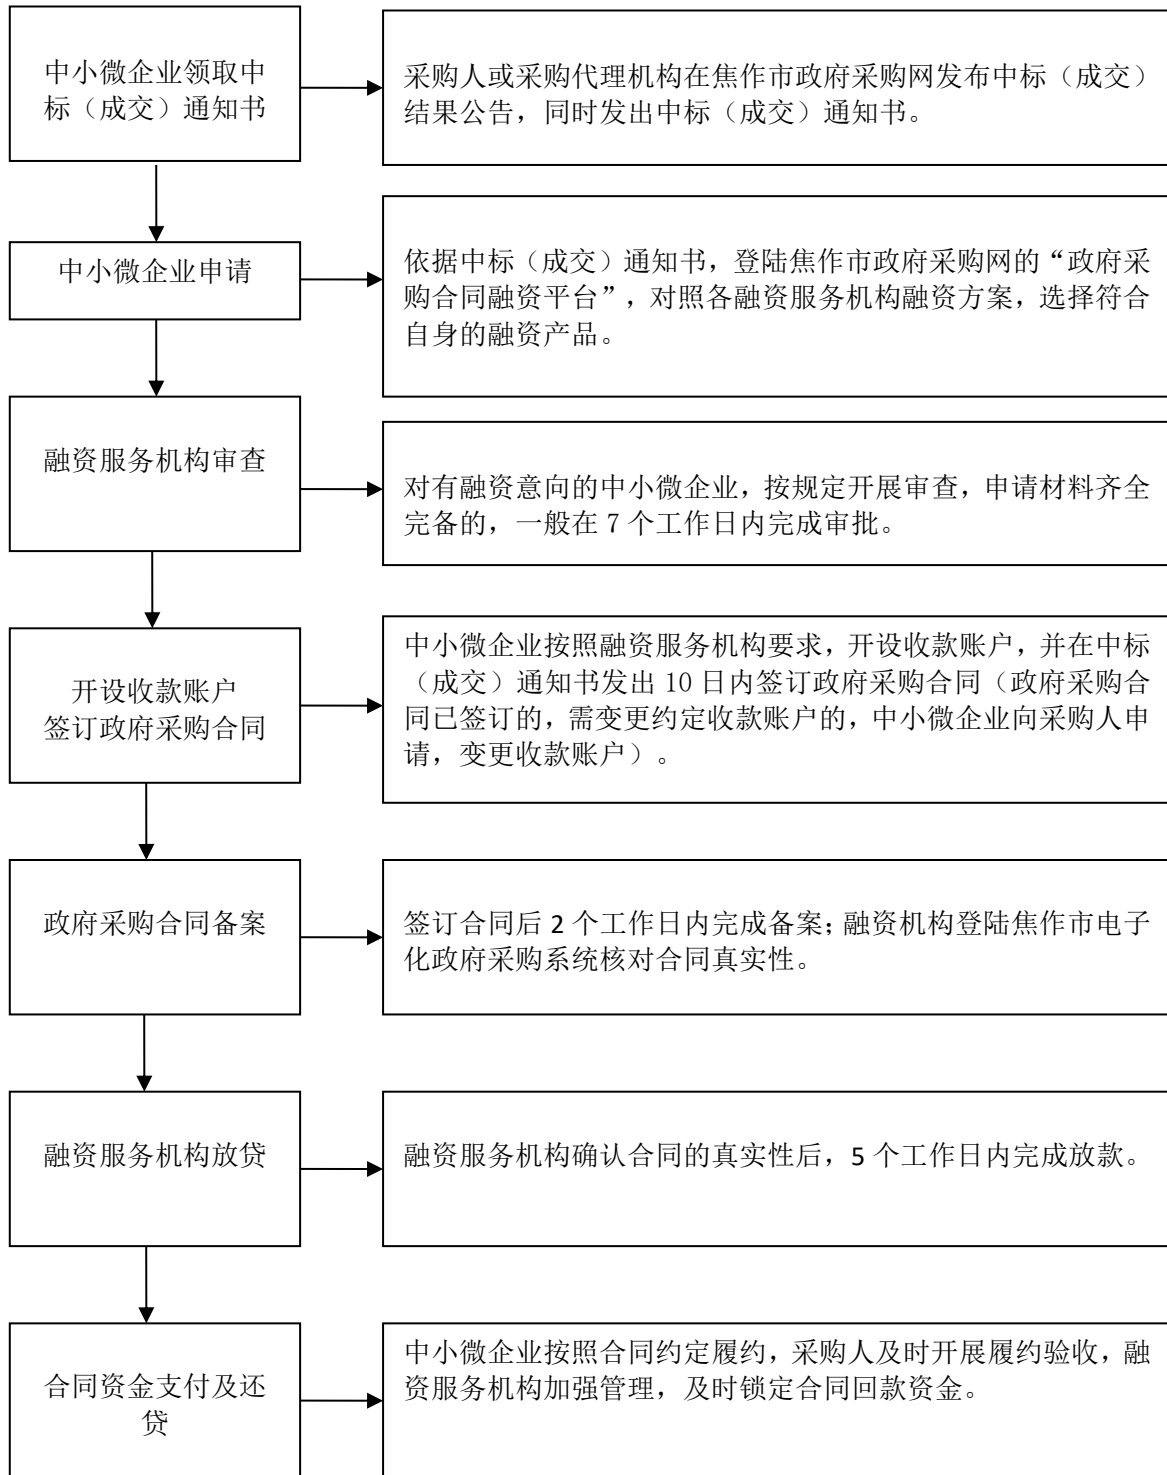 中小微企业领取中
标（成交）通知书
采购人或采购代理机构在焦作市政府采购网发布中标（成交）
结果公告，同时发出中标（成交）通知书。
中小微企业申请
依据中标（成交）通知书，登陆焦作市政府采购网的“政府采
购合同融资平台”，对照各融资服务机构融资方案，选择符合
自身的融资产品。
融资服务机构审查
对有融资意向的中小微企业，按规定开展审查，申请材料齐全
完备的，一般在 7 个工作日内完成审批。
开设收款账户
签订政府采购合同
中小微企业按照融资服务机构要求，开设收款账户，并在中标
（成交）通知书发出 10 日内签订政府采购合同（政府采购合
同已签订的，需变更约定收款账户的，中小微企业向采购人申
请，变更收款账户）。
政府采购合同备案
签订合同后 2 个工作日内完成备案；融资机构登陆焦作市电子
化政府采购系统核对合同真实性。
融资服务机构放贷
融资服务机构确认合同的真实性后，5 个工作日内完成放款。
合同资金支付及还
贷
中小微企业按照合同约定履约，采购人及时开展履约验收，融
资服务机构加强管理，及时锁定合同回款资金。